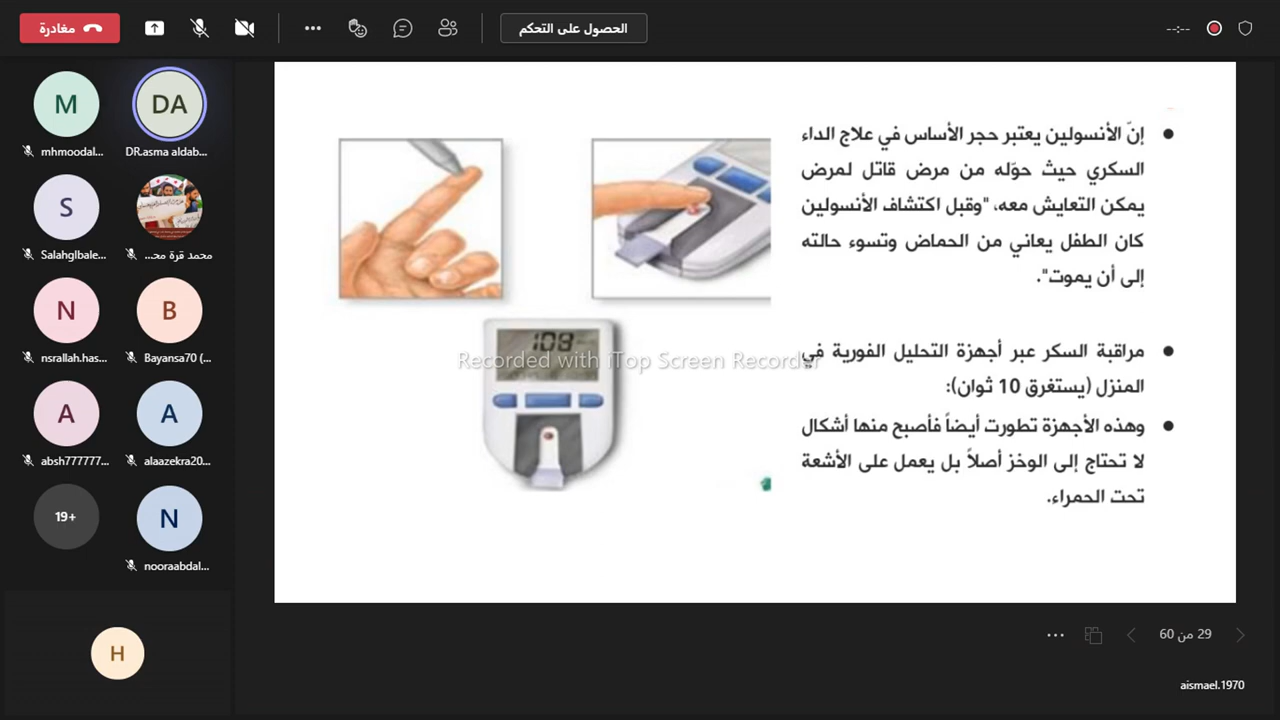 مغادرة
الحصول على التحكم
--:--
M
DA
mhmoodal...
DR.asma aldab...
S
Salahglbale...
محمد قرة مح...
N
B
nsrallah.has...
Bayansa70 (...
A
A
absh777777...
alaazekra20...
19+
N
nooraabdal...
H
إنّ الأنسولين يعتبر حجر الأساس في علاج الداء
السكري حيث حوّله من مرض قاتل لمرض
يمكن التعايش معه، "وقبل اكتشاف الأنسولين
كان الطفل يعاني من الحماض وتسوء حالته
إلى أن يموت".
مراقبة السكر عبر أجهزة التحليل الفورية في
المنزل (يستغرق 10 ثوان):
وهذه الأجهزة تطورت أيضاً فأصبح منها أشكال
لا تحتاج إلى الوخز أصلاً بل يعمل على الأشعة
تحت الحمراء.
108
Recorded with iTop Screen Recorder
29 من 60
aismael.1970